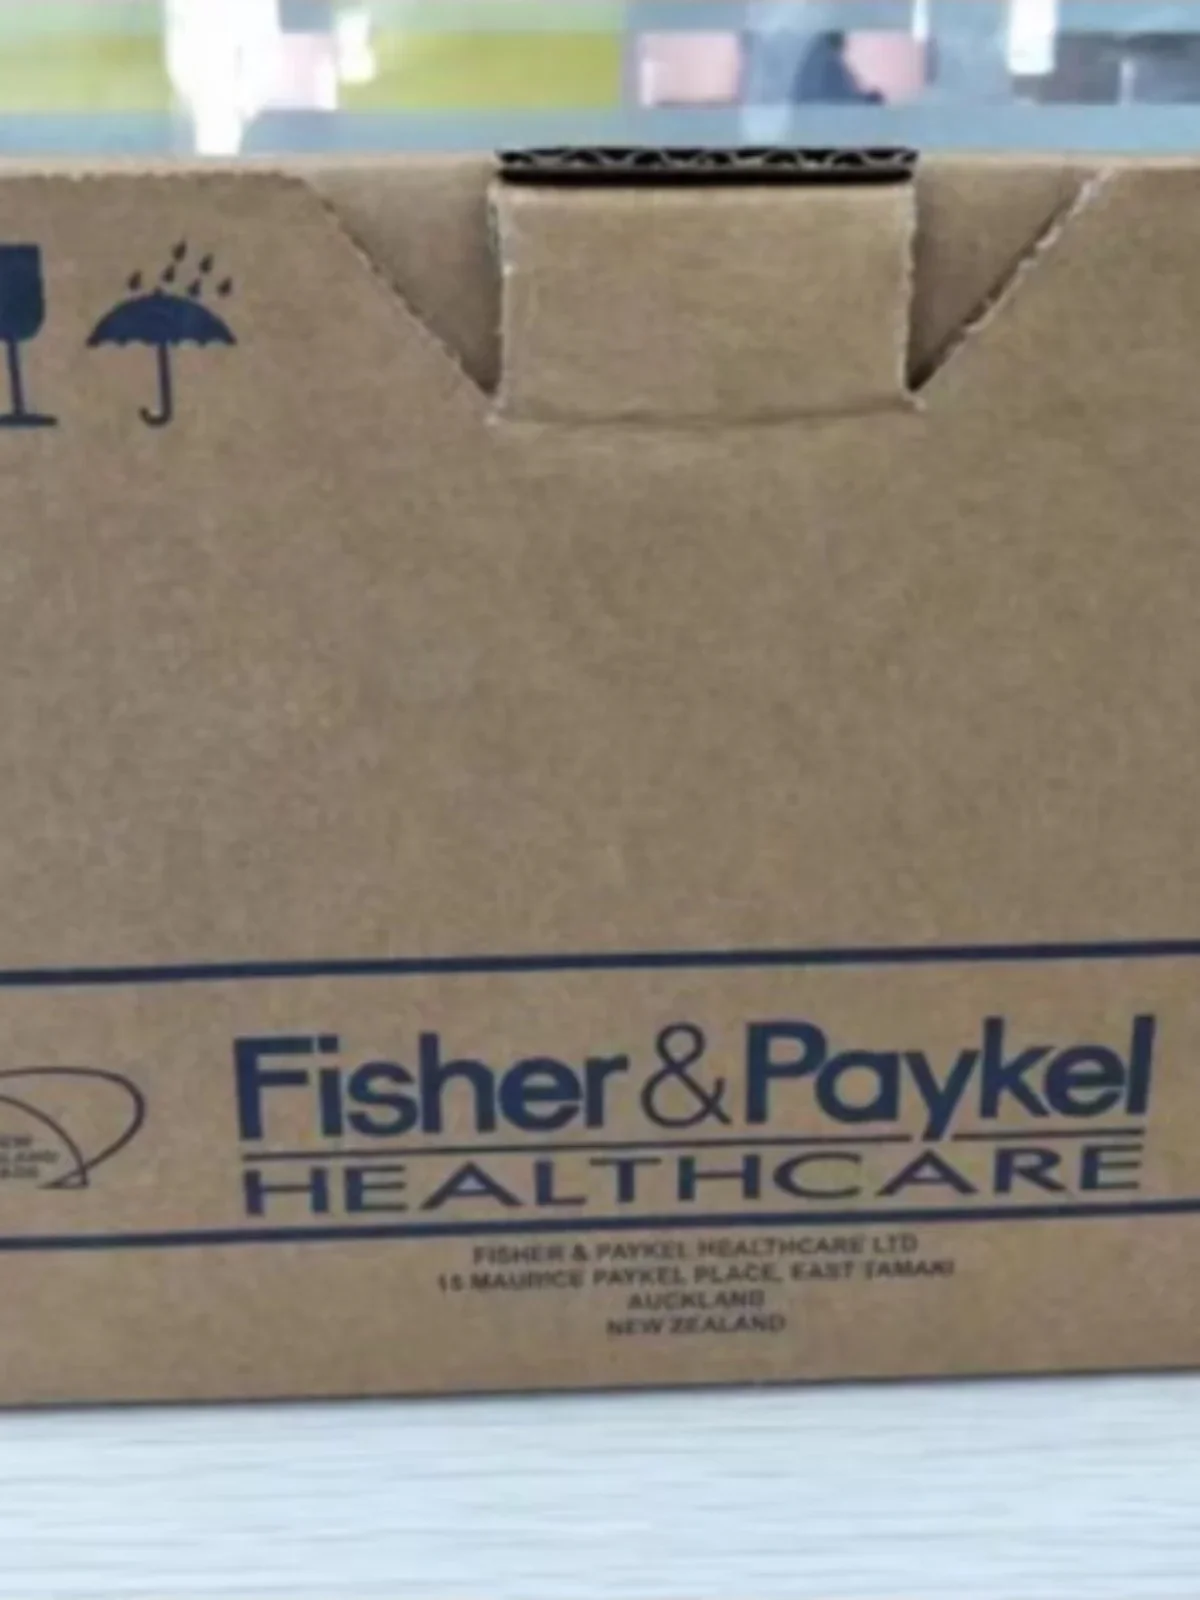 Fisher&Paykel
HEALTHCARE
FISHER & PAYKEL HEALTHCARE LTD
15 MAURICE PAYKEL PLACE, EAST TAMAKI
AUCKLAND
NEW ZEALAND